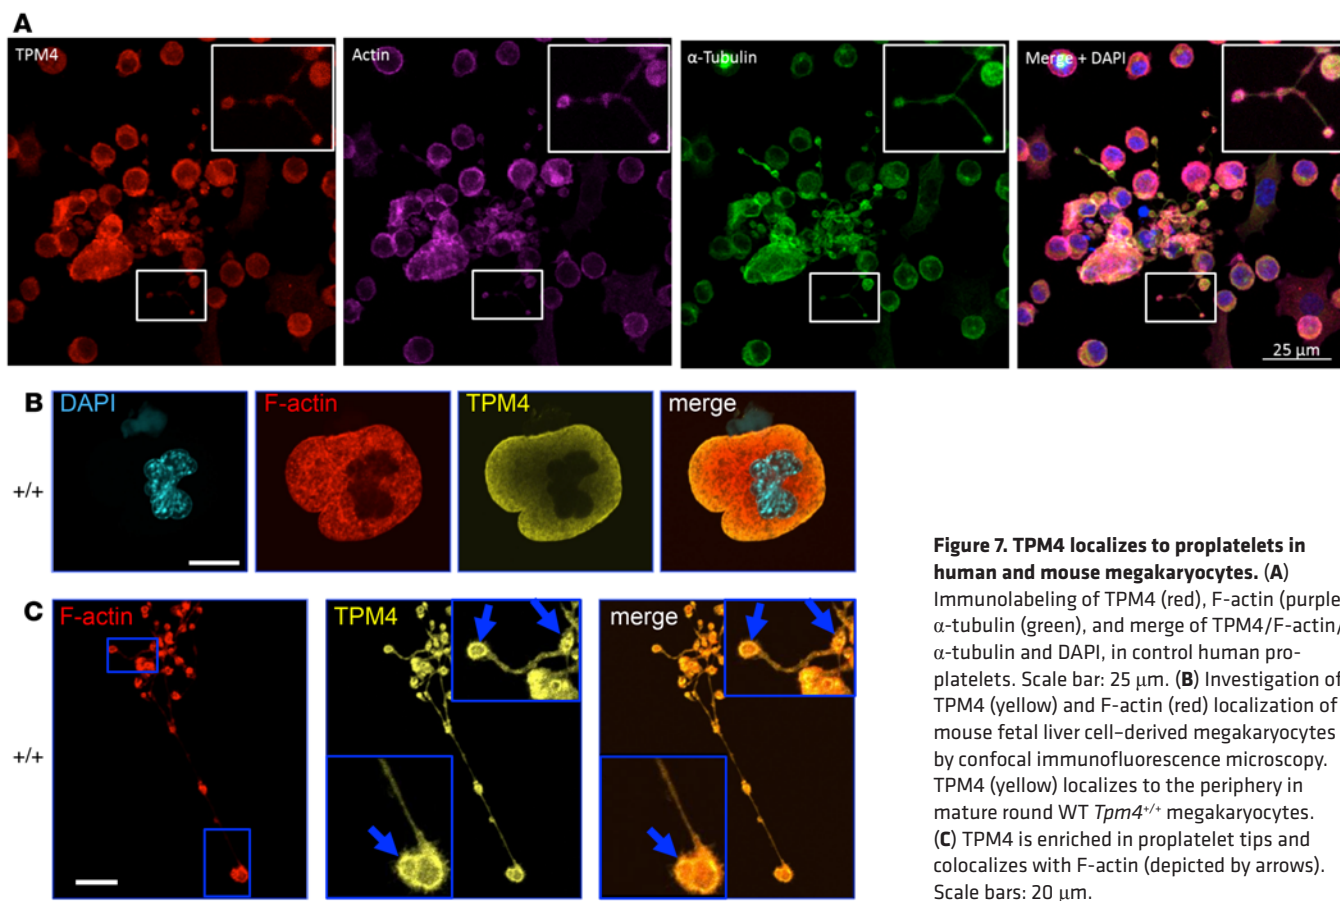 A
TPM4
Actin
α-Tubulin
Merge + DAPI
25 μm
B
DAPI
F-actin
TPM4
merge
+/+
C
F-actin
TPM4
merge
+/+
Figure 7. TPM4 localizes to proplatelets in
human and mouse megakaryocytes. (A)
Immunolabeling of TPM4 (red), F-actin (purple
α-tubulin (green), and merge of TPM4/F-actin/
α-tubulin and DAPI, in control human pro-
platelets. Scale bar: 25 μm. (B) Investigation of
TPM4 (yellow) and F-actin (red) localization of
mouse fetal liver cell–derived megakaryocytes
by confocal immunofluorescence microscopy.
TPM4 (yellow) localizes to the periphery in
mature round WT Tpm4+/+ megakaryocytes.
(C) TPM4 is enriched in proplatelet tips and
colocalizes with F-actin (depicted by arrows).
Scale bars: 20 μm.